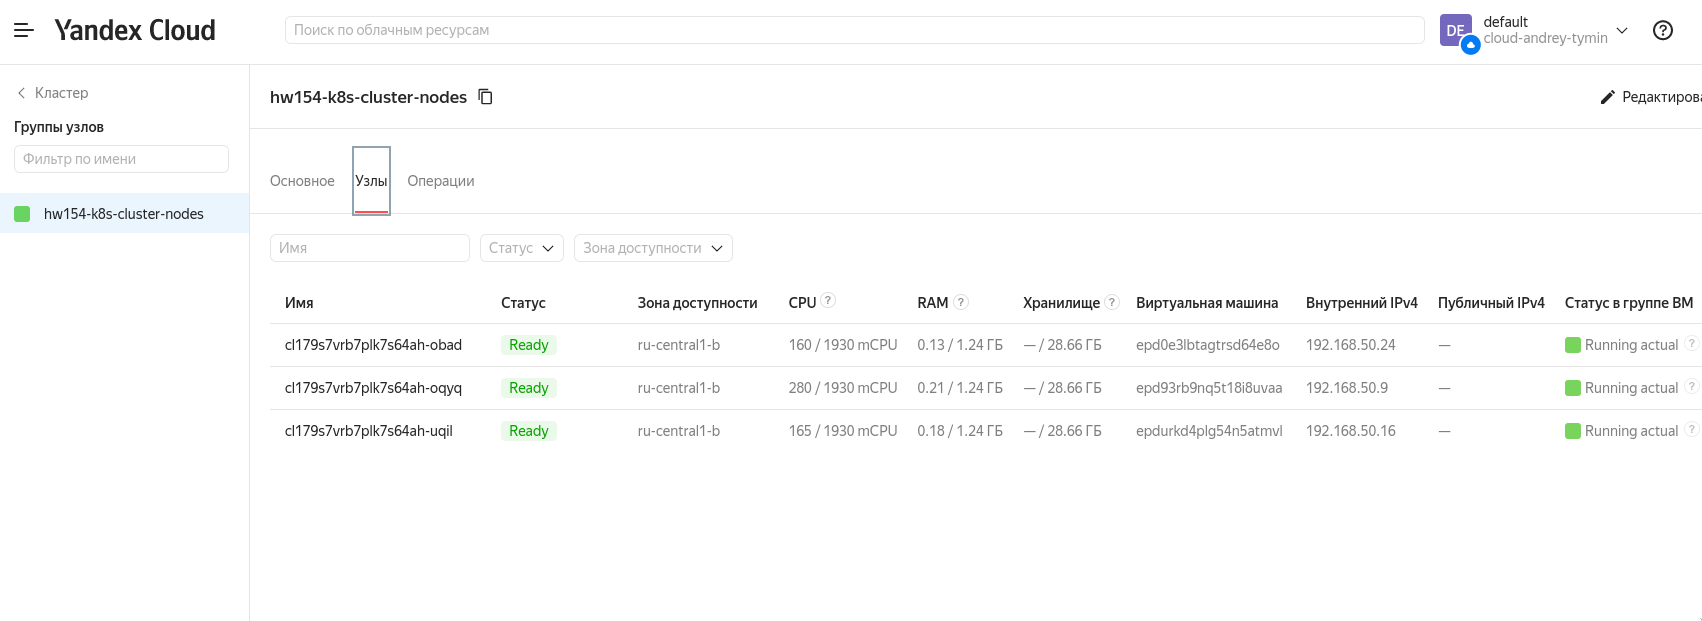 Yandex Cloud
Поиск по облачным ресурсам
DE
default
cloud-andrey-tymin
?
Кластер
Группы узлов
Фильтр по имени
hw154-k8s-cluster-nodes
hw154-k8s-cluster-nodes
Редактирова
Основное Узлы Операции
Имя Статус Зона доступности
Имя Статус Зона доступности CPU ? RAM ? Хранилище ? Виртуальная машина Внутренний IPv4 Публичный IPv4 Статус в группе ВМ
cl179s7vrb7plk7s64ah-obad Ready ru-central1-b 160 / 1930 mCPU 0.13 / 1.24 ГБ — / 28.66 ГБ epd0e3lbtagtrsd64e8o 192.168.50.24 — Running actual ?
cl179s7vrb7plk7s64ah-oqyq Ready ru-central1-b 280 / 1930 mCPU 0.21 / 1.24 ГБ — / 28.66 ГБ epd93rb9nq5t18i8uvaa 192.168.50.9 — Running actual ?
cl179s7vrb7plk7s64ah-uqil Ready ru-central1-b 165 / 1930 mCPU 0.18 / 1.24 ГБ — / 28.66 ГБ epdurkd4plg54n5atmvl 192.168.50.16 — Running actual ?